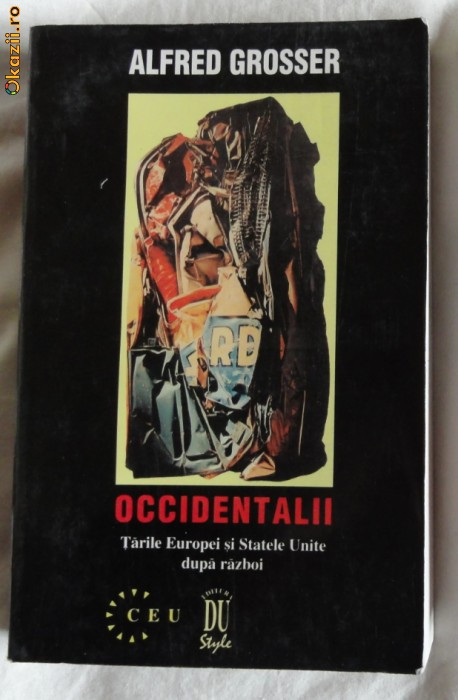 Okazii.ro
ALFRED GROSSER
RD
OCCIDENTALII
Țările Europei și Statele Unite
după război
CEU
EDITURA
DU
Style